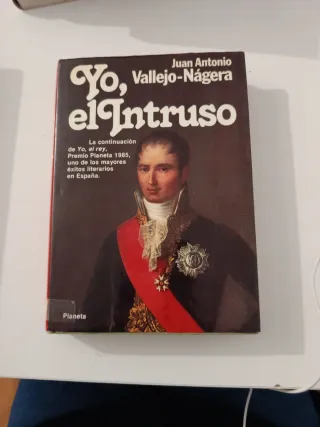 Juan Antonio
Vallejo-Nágera
Yo,
el Intruso
La continuación
de Yo, el rey,
Premio Planeta 1985,
uno de los mayores
éxitos literarios
en España.
Planeta